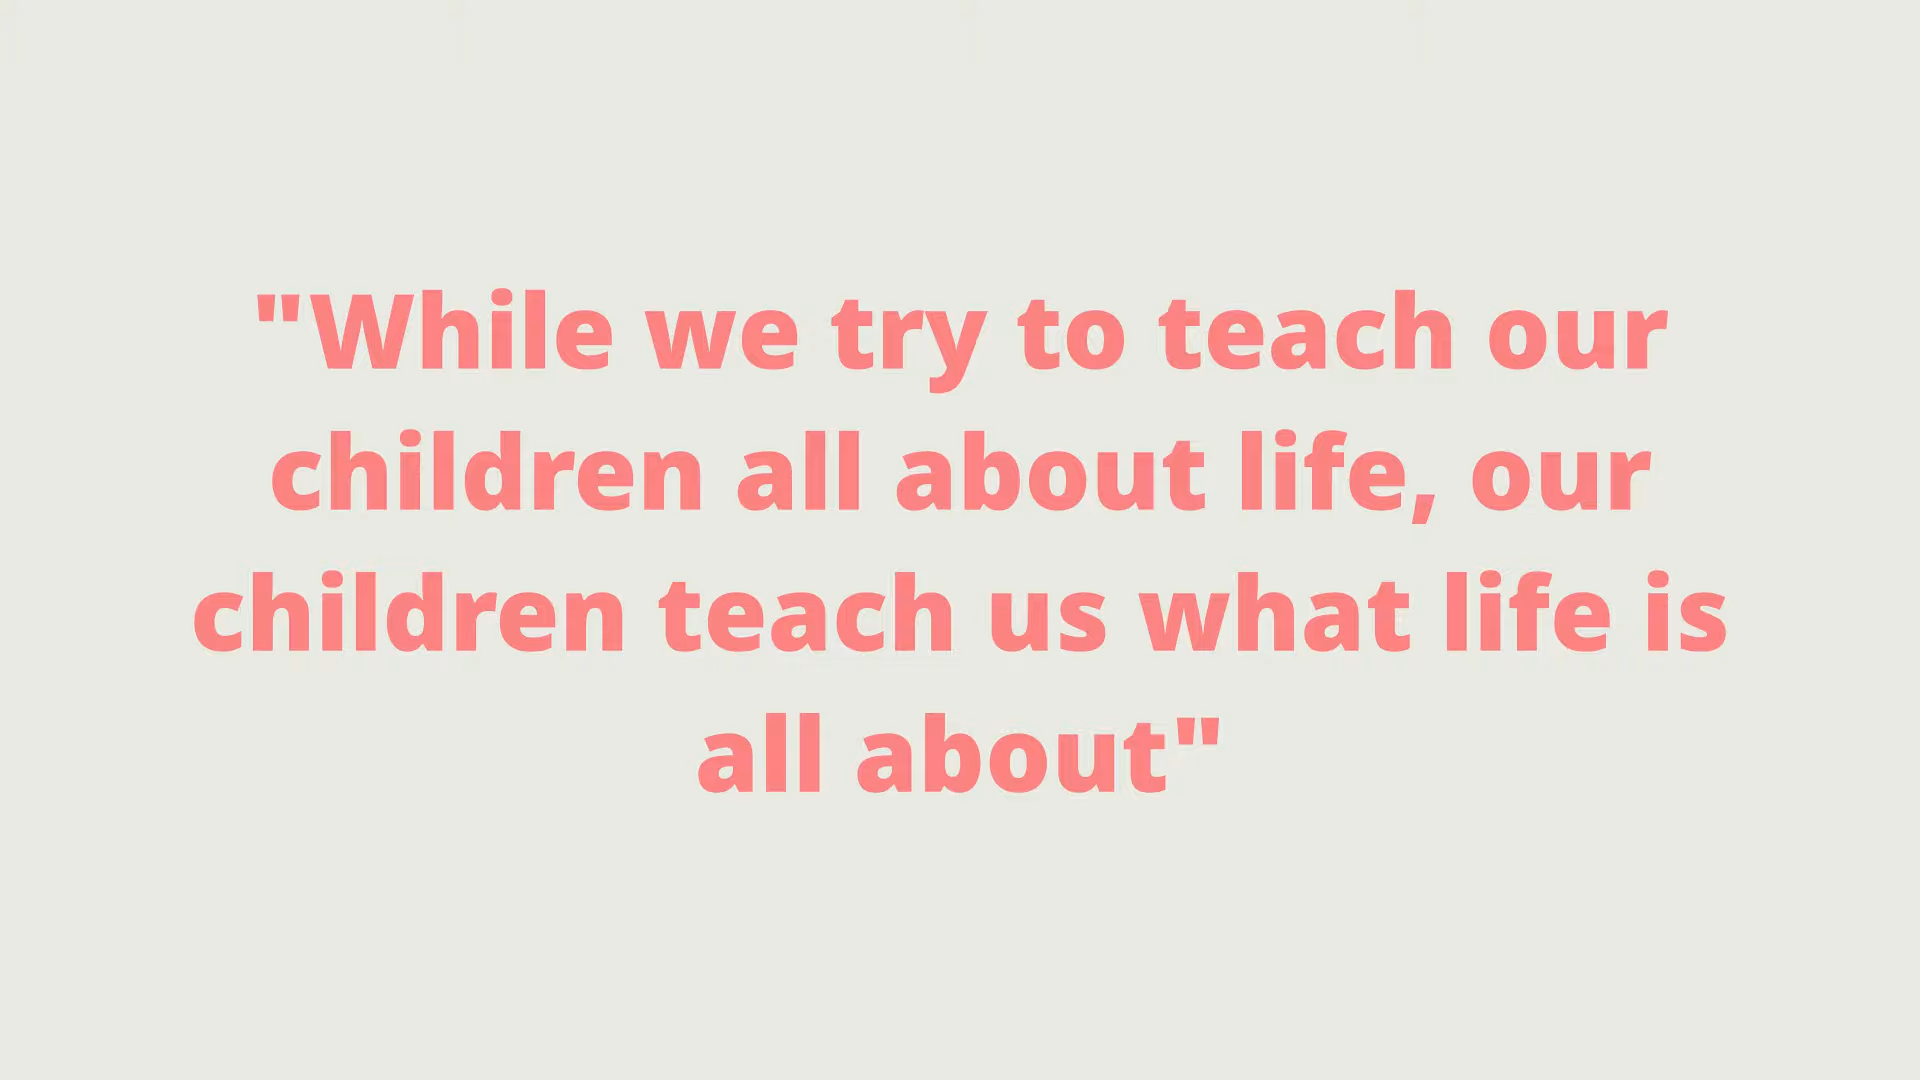 "While we try to teach our
children all about life, our
children teach us what life is
all about"